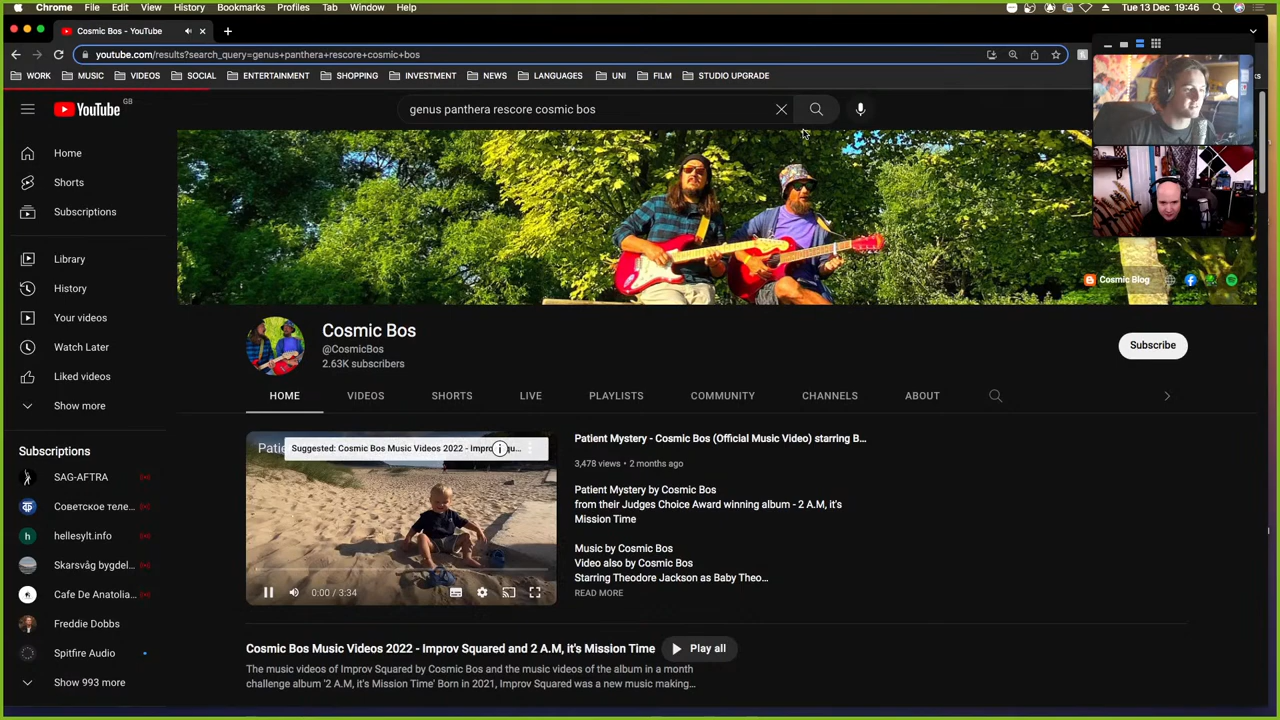 Chrome File Edit View History Bookmarks Profiles Tab Window Help Tue 13 Dec 19:46
Cosmic Bos - YouTube
youtube.com/results?search_query=genus+panthera+rescore+cosmic+bos
WORK MUSIC VIDEOS SOCIAL ENTERTAINMENT SHOPPING INVESTMENT NEWS LANGUAGES UNI FILM STUDIO UPGRADE
YouTube GB
genus panthera rescore cosmic bos
Home
Shorts
Subscriptions
Library
History
Your videos
Watch Later
Liked videos
Show more
Subscriptions
SAG-AFTRA
Советское теле...
hellesylt.info
Skarsvåg bygdel...
Cafe De Anatolia...
Freddie Dobbs
Spitfire Audio
Show 993 more
Cosmic Blog
Cosmic Bos
@CosmicBos
2.63K subscribers
Subscribe
HOME VIDEOS SHORTS LIVE PLAYLISTS COMMUNITY CHANNELS ABOUT
Suggested: Cosmic Bos Music Videos 2022 - Impro
0:00 / 3:34
Patient Mystery - Cosmic Bos (Official Music Video) starring B...
3,478 views • 2 months ago
Patient Mystery by Cosmic Bos
from their Judges Choice Award winning album - 2 A.M, it's
Mission Time
Music by Cosmic Bos
Video also by Cosmic Bos
Starring Theodore Jackson as Baby Theo...
READ MORE
Cosmic Bos Music Videos 2022 - Improv Squared and 2 A.M, it's Mission Time Play all
The music videos of Improv Squared by Cosmic Bos and the music videos of the album in a month
challenge album '2 A.M, it's Mission Time' Born in 2021, Improv Squared was a new music making...